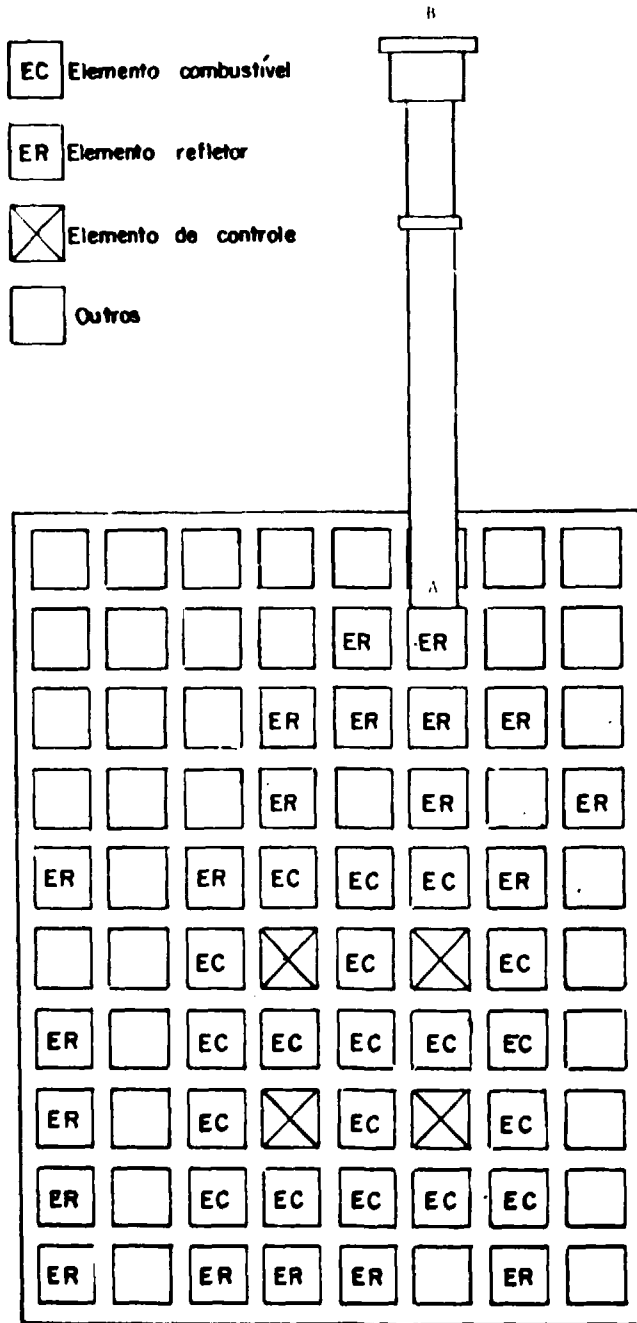 B
EC Elemento combustível
ER Elemento refletor
Elemento de controle
Outros
A
ER ER
ER ER ER ER
ER ER ER
ER ER EC EC EC ER
EC EC EC
ER EC EC EC EC EC
ER EC EC EC
ER EC EC EC EC EC
ER ER ER ER ER